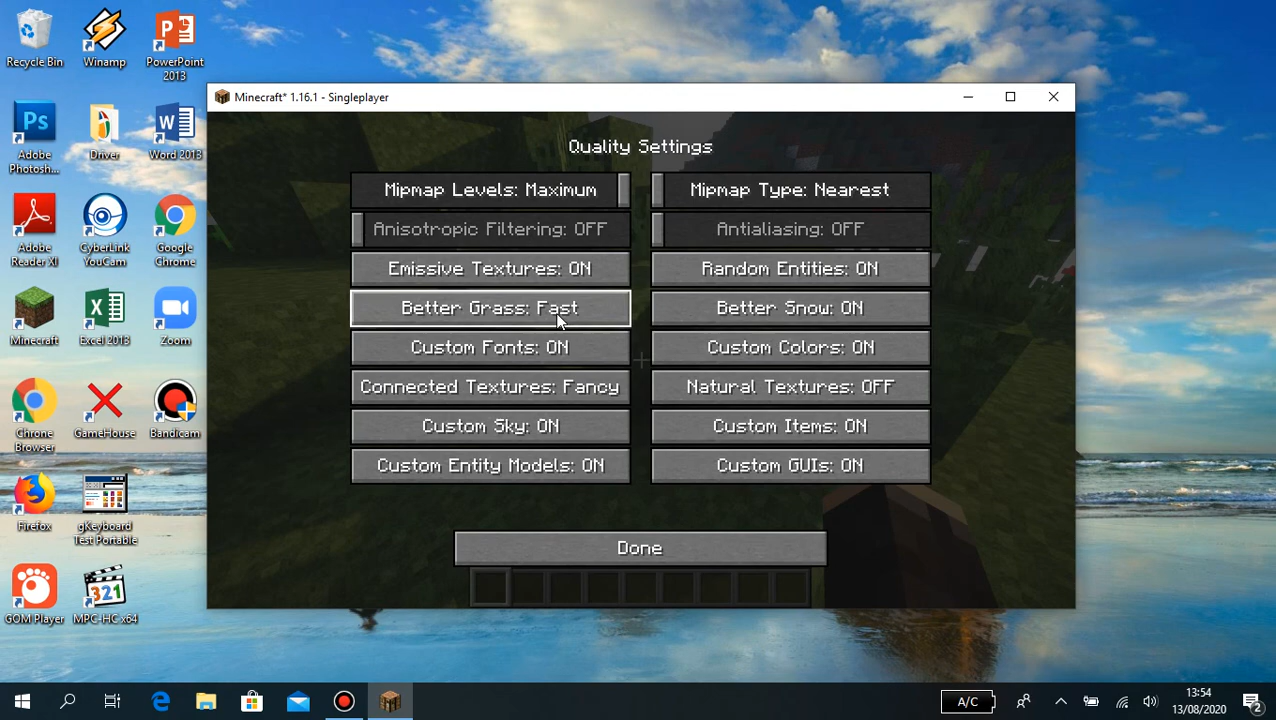 Recycle Bin
Winamp
PowerPoint
2013
Ps
Adobe
Photosh...
Driver
Word 2013
Adobe
Reader XI
CyberLink
YouCam
Google
Chrome
Minecraft
Excel 2013
Zoom
Chrome
Browser
GameHouse
Bandicam
Firefox
gKeyboard
Test Portable
GOM Player
321
MPC-HC x64
Minecraft* 1.16.1 - Singleplayer
Quality Settings
Mipmap Levels: Maximum
Mipmap Type: Nearest
Anisotropic Filtering: OFF
Antialiasing: OFF
Emissive Textures: ON
Random Entities: ON
Better Grass: Fast
Better Snow: ON
Custom Fonts: ON
Custom Colors: ON
Connected Textures: Fancy
Natural Textures: OFF
Custom Sky: ON
Custom Items: ON
Custom Entity Models: ON
Custom GUIs: ON
Done
A/C
13:54
13/08/2020
2